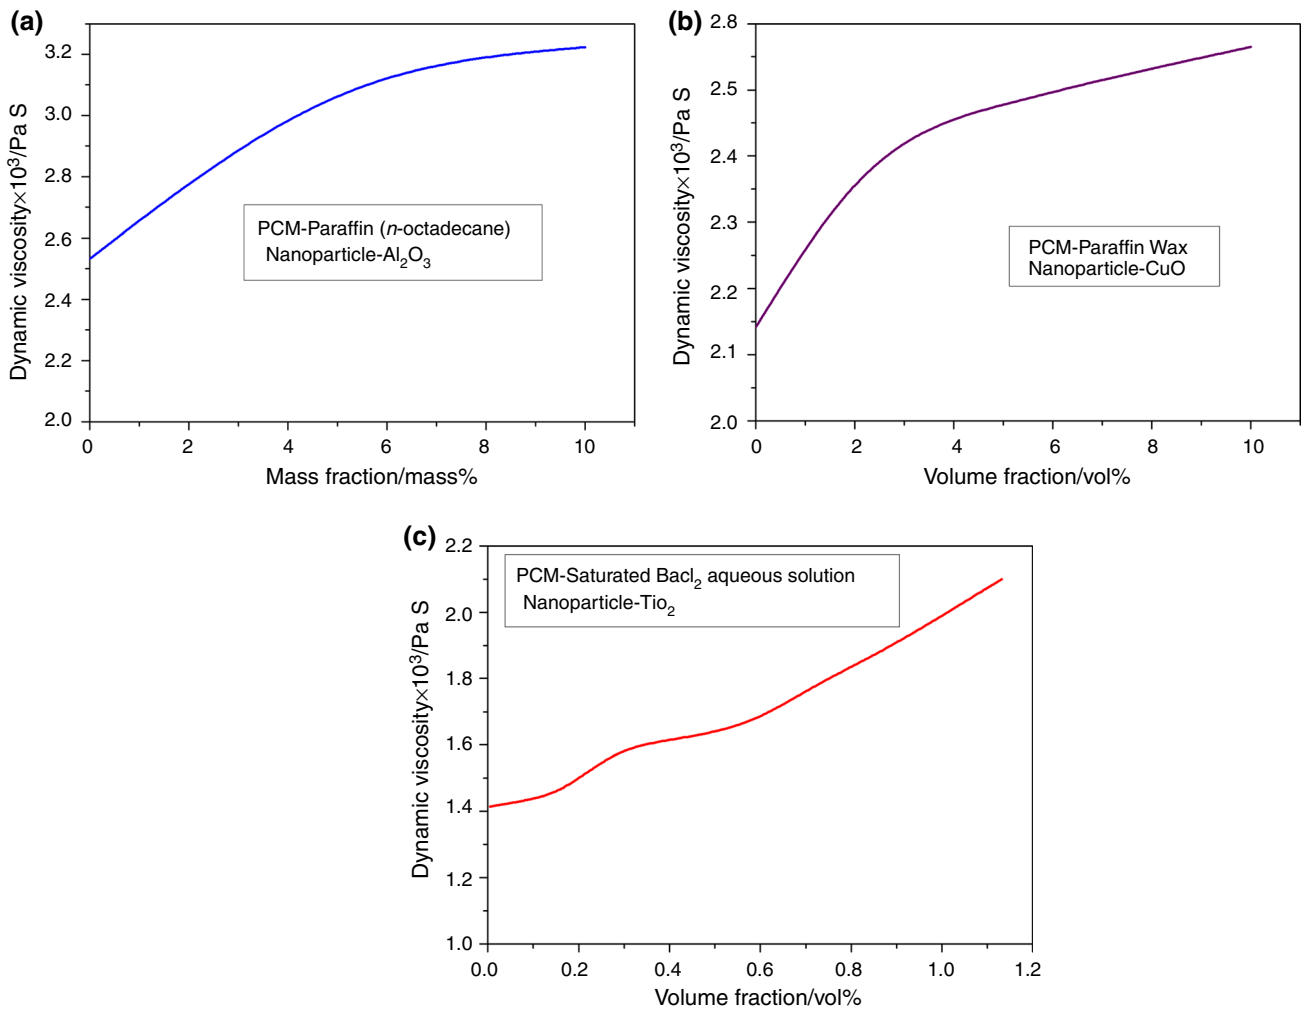 (a)
3.2
3.0
2.8
2.6
2.4
2.2
2.0
Dynamic viscosity×10³/Pa S
PCM-Paraffin (n-octadecane)
Nanoparticle-Al₂O₃
0 2 4 6 8 10
Mass fraction/mass%
(b)
2.8
2.5
2.4
2.3
2.2
2.1
2.0
Dynamic viscosity×10³/Pa S
PCM-Paraffin Wax
Nanoparticle-CuO
0 2 4 6 8 10
Volume fraction/vol%
(c)
2.2
2.0
1.8
1.6
1.4
1.2
1.0
Dynamic viscosity×10³/Pa S
PCM-Saturated Bacl₂ aqueous solution
Nanoparticle-Tio₂
0.0 0.2 0.4 0.6 0.8 1.0 1.2
Volume fraction/vol%